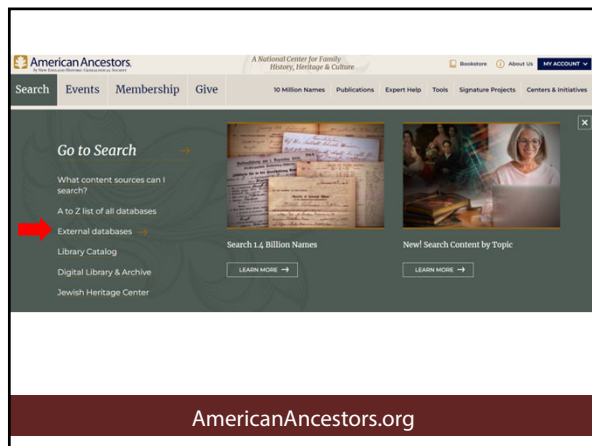 American Ancestors.
By New England Historic Genealogical Society
A National Center for Family
History, Heritage & Culture
Bookstore
About Us
MY ACCOUNT
Search
Events
Membership
Give
10 Million Names
Publications
Expert Help
Tools
Signature Projects
Centers & Initiatives
Go to Search →
What content sources can I
search?
A to Z list of all databases
External databases →
Library Catalog
Digital Library & Archive
Jewish Heritage Center
Search 1.4 Billion Names
LEARN MORE →
New! Search Content by Topic
LEARN MORE →
AmericanAncestors.org